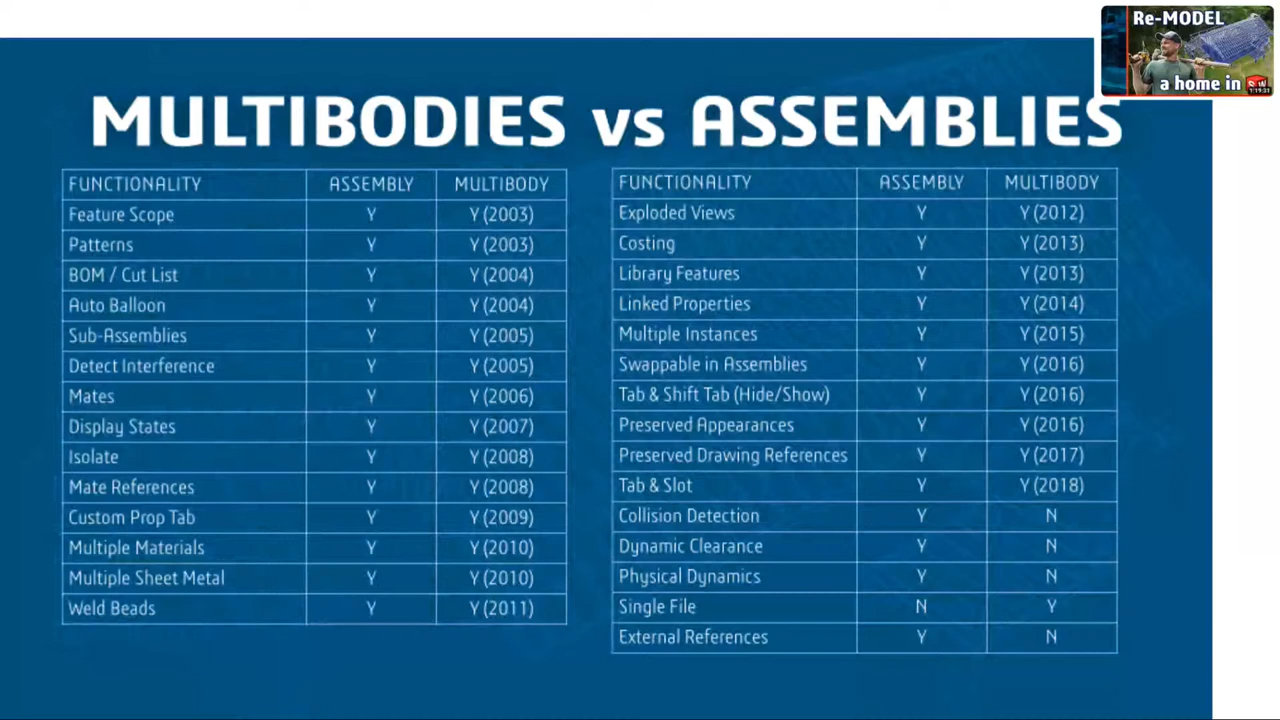 Re-MODEL
a home in SW
1:19:31
MULTIBODIES vs ASSEMBLIES
FUNCTIONALITY ASSEMBLY MULTIBODY
Feature Scope Y Y (2003)
Patterns Y Y (2003)
BOM / Cut List Y Y (2004)
Auto Balloon Y Y (2004)
Sub-Assemblies Y Y (2005)
Detect Interference Y Y (2005)
Mates Y Y (2006)
Display States Y Y (2007)
Isolate Y Y (2008)
Mate References Y Y (2008)
Custom Prop Tab Y Y (2009)
Multiple Materials Y Y (2010)
Multiple Sheet Metal Y Y (2010)
Weld Beads Y Y (2011)
FUNCTIONALITY ASSEMBLY MULTIBODY
Exploded Views Y Y (2012)
Costing Y Y (2013)
Library Features Y Y (2013)
Linked Properties Y Y (2014)
Multiple Instances Y Y (2015)
Swappable in Assemblies Y Y (2016)
Tab & Shift Tab (Hide/Show) Y Y (2016)
Preserved Appearances Y Y (2016)
Preserved Drawing References Y Y (2017)
Tab & Slot Y Y (2018)
Collision Detection Y N
Dynamic Clearance Y N
Physical Dynamics Y N
Single File N Y
External References Y N